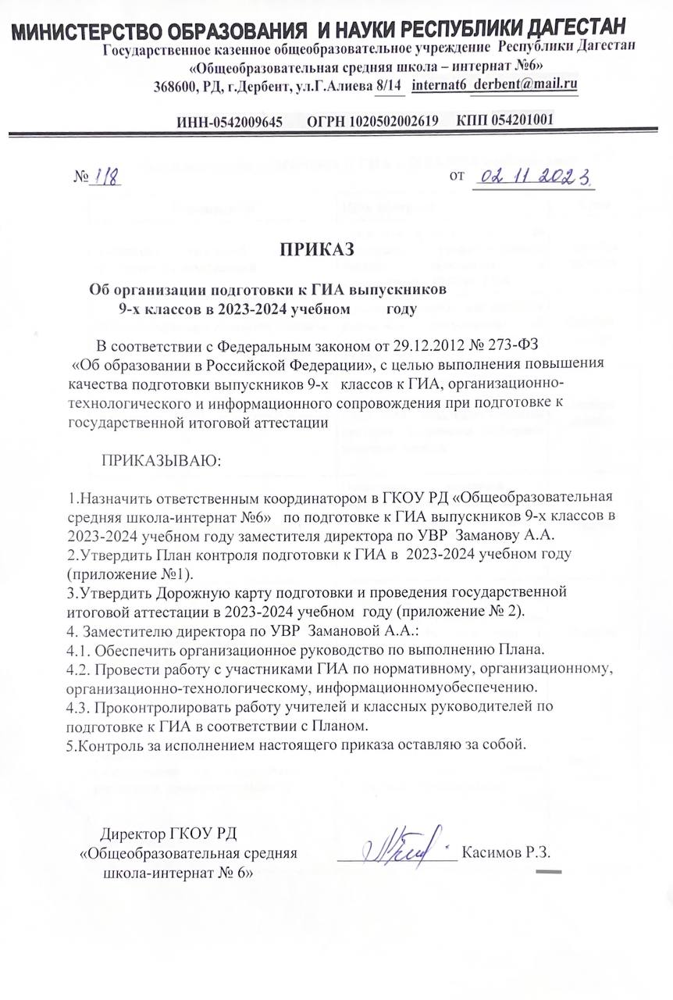 МИНИСТЕРСТВО ОБРАЗОВАНИЯ И НАУКИ РЕСПУБЛИКИ ДАГЕСТАН
Государственное казенное общеобразовательное учреждение Республики Дагестан
«Общеобразовательная средняя школа – интернат №6»
368600, РД, г.Дербент, ул.Г.Алиева 8/14 internat6_derbent@mail.ru
ИНН-0542009645 ОГРН 1020502002619 КПП 054201001
№ 118 от 02 11 2023
ПРИКАЗ
Об организации подготовки к ГИА выпускников
9-х классов в 2023-2024 учебном году
В соответствии с Федеральным законом от 29.12.2012 № 273-ФЗ
«Об образовании в Российской Федерации», с целью выполнения повышения
качества подготовки выпускников 9-х классов к ГИА, организационно-
технологического и информационного сопровождения при подготовке к
государственной итоговой аттестации
ПРИКАЗЫВАЮ:
1.Назначить ответственным координатором в ГКОУ РД «Общеобразовательная
средняя школа-интернат №6» по подготовке к ГИА выпускников 9-х классов в
2023-2024 учебном году заместителя директора по УВР Заманову А.А.
2.Утвердить План контроля подготовки к ГИА в 2023-2024 учебном году
(приложение №1).
3.Утвердить Дорожную карту подготовки и проведения государственной
итоговой аттестации в 2023-2024 учебном году (приложение № 2).
4. Заместителю директора по УВР Замановой А.А.:
4.1. Обеспечить организационное руководство по выполнению Плана.
4.2. Провести работу с участниками ГИА по нормативному, организационному,
организационно-технологическому, информационномуобеспечению.
4.3. Проконтролировать работу учителей и классных руководителей по
подготовке к ГИА в соответствии с Планом.
5.Контроль за исполнением настоящего приказа оставляю за собой.
Директор ГКОУ РД
«Общеобразовательная средняя Касимов Р.З.
школа-интернат № 6»